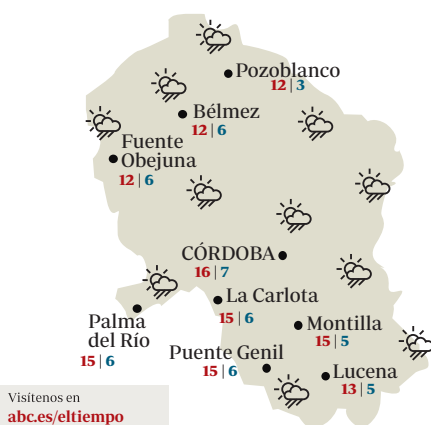 Pozoblanco
12 | 3
Bélmez
12 | 6
Fuente
Obejuna
12 | 6
CÓRDOBA
16 | 7
La Carlota
15 | 6
Palma
del Río
15 | 6
Montilla
15 | 5
Puente Genil
15 | 6
Lucena
13 | 5
Visítenos en
abc.es/eltiempo